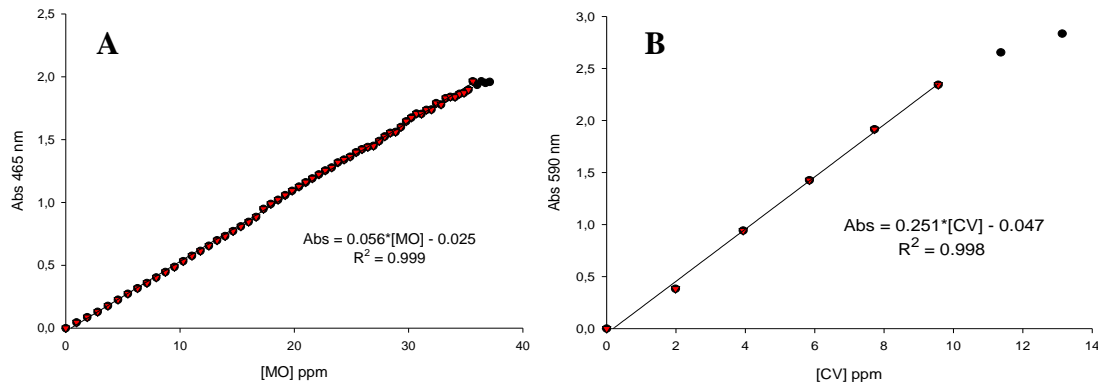 A
2,5
2,0
1,5
1,0
0,5
0,0
Abs 465 nm
Abs = 0.056*[MO] - 0.025
R² = 0.999
0 10 20 30 40
[MO] ppm
B
3,0
2,5
2,0
1,5
1,0
0,5
0,0
Abs 590 nm
Abs = 0.251*[CV] - 0.047
R² = 0.998
0 2 4 6 8 10 12 14
[CV] ppm